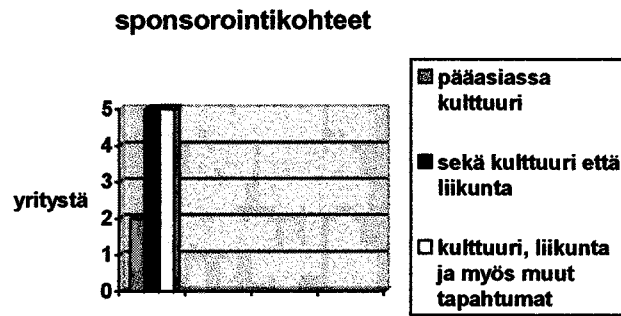 sponsorointikohteet
5
4
3
2
1
0
yritystä
pääasiassa
kulttuuri
sekä kulttuuri että
liikunta
kulttuuri, liikunta
ja myös muut
tapahtumat